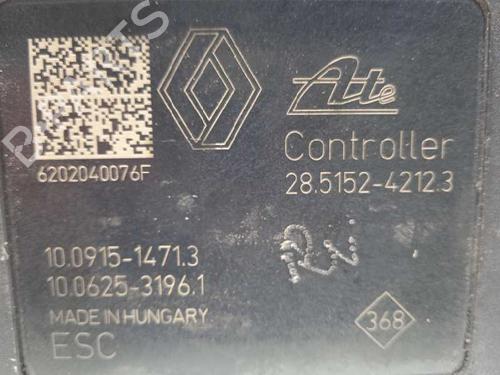 Ate
Controller
6202040076F
28.5152-4212.3
10.0915-1471.3
10.0625-3196.1
MADE IN HUNGARY
ESC
368